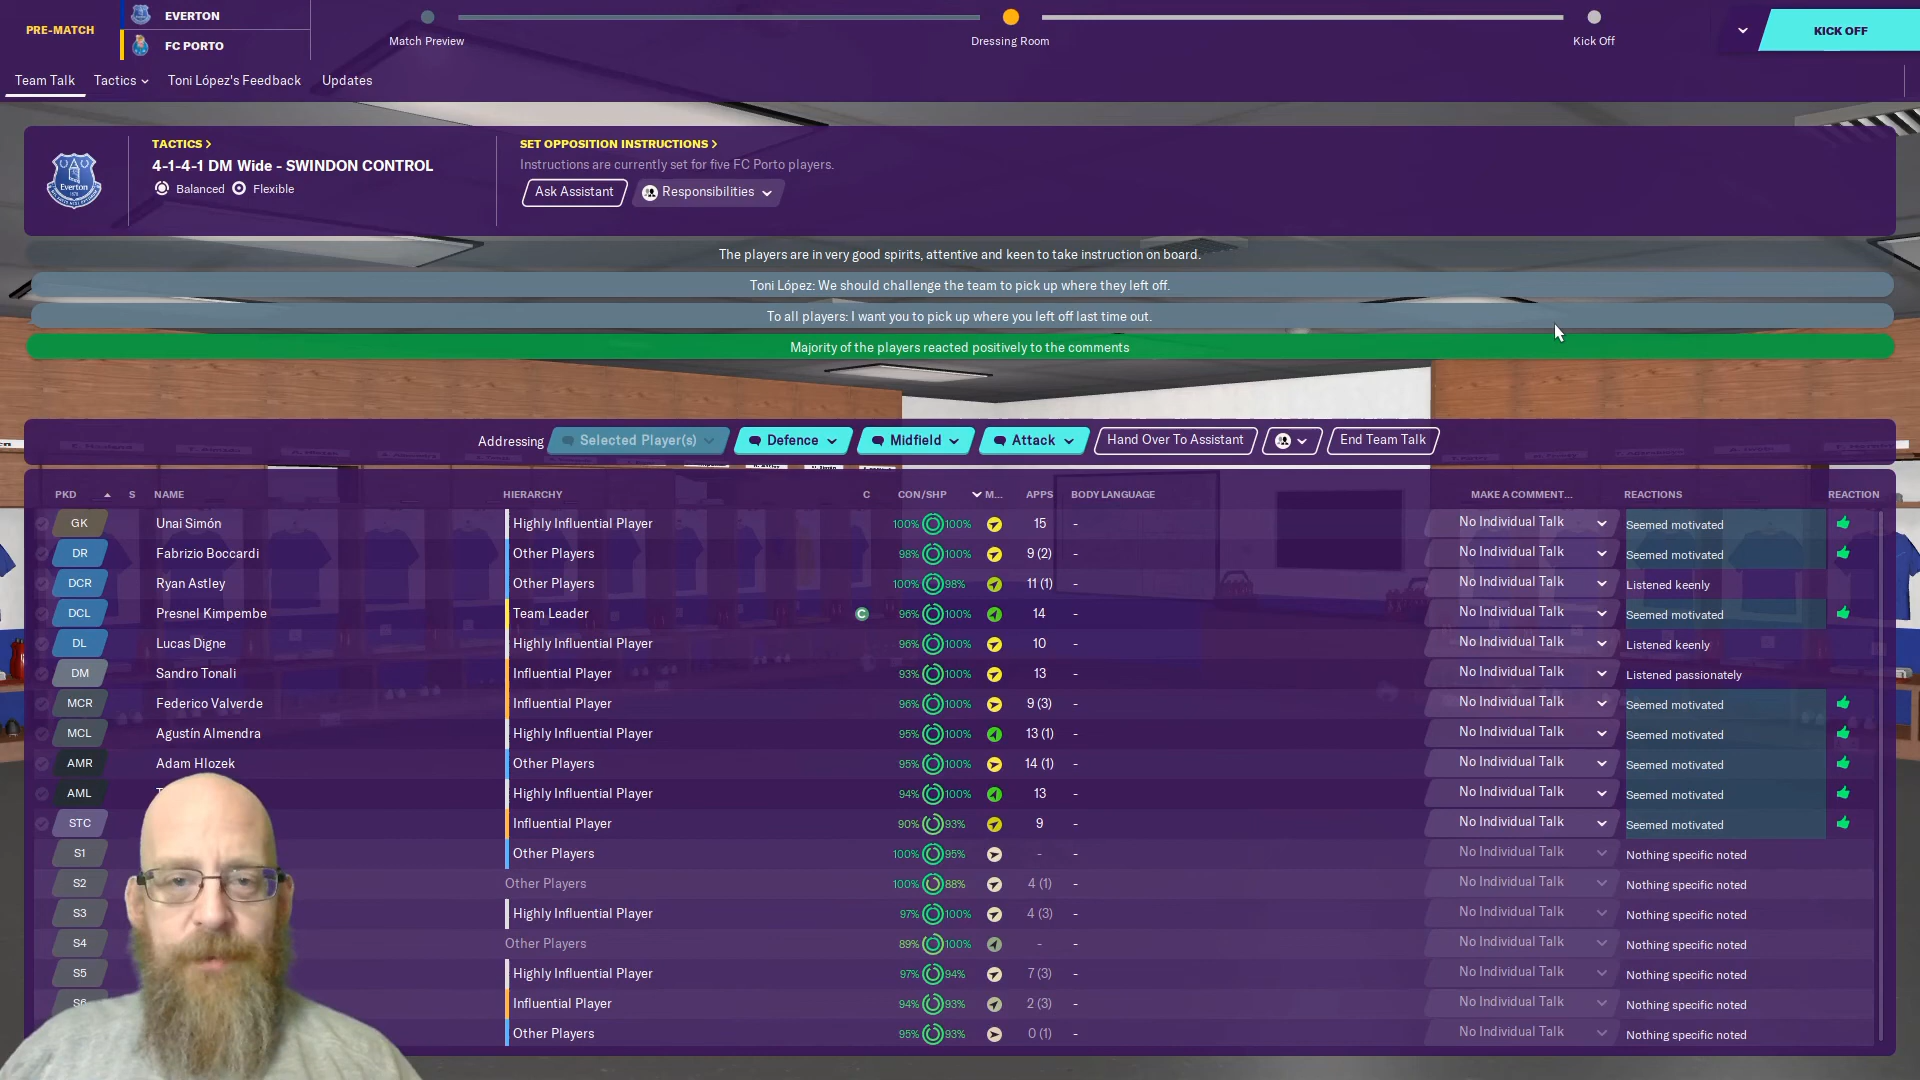 PRE-MATCH
EVERTON
FC PORTO
Match Preview
Dressing Room
Kick Off
KICK OFF
Team Talk Tactics Toni López's Feedback Updates
TACTICS >
4-1-4-1 DM Wide - SWINDON CONTROL
Balanced Flexible
SET OPPOSITION INSTRUCTIONS >
Instructions are currently set for five FC Porto players.
Ask Assistant Responsibilities
Everton
The players are in very good spirits, attentive and keen to take instruction on board.
Toni López: We should challenge the team to pick up where they left off.
To all players: I want you to pick up where you left off last time out.
Majority of the players reacted positively to the comments
Addressing Selected Player(s) Defence Midfield Attack Hand Over To Assistant End Team Talk
PKD S NAME HIERARCHY C CON/SHP M... APPS BODY LANGUAGE MAKE A COMMENT... REACTIONS REACTION
GK Unai Simón Highly Influential Player 100% 100% 15 - No Individual Talk Seemed motivated
DR Fabrizio Boccardi Other Players 98% 100% 9 (2) - No Individual Talk Seemed motivated
DCR Ryan Astley Other Players 100% 98% 11 (1) - No Individual Talk Listened keenly
DCL Presnel Kimpembe Team Leader C 96% 100% 14 - No Individual Talk Seemed motivated
DL Lucas Digne Highly Influential Player 96% 100% 10 - No Individual Talk Listened keenly
DM Sandro Tonali Influential Player 93% 100% 13 - No Individual Talk Listened passionately
MCR Federico Valverde Influential Player 96% 100% 9 (3) - No Individual Talk Seemed motivated
MCL Agustín Almendra Highly Influential Player 95% 100% 13 (1) - No Individual Talk Seemed motivated
AMR Adam Hlozek Other Players 95% 100% 14 (1) - No Individual Talk Seemed motivated
AML Highly Influential Player 94% 100% 13 - No Individual Talk Seemed motivated
STC Influential Player 90% 93% 9 - No Individual Talk Seemed motivated
S1 Other Players 100% 95% - - No Individual Talk Nothing specific noted
S2 Other Players 100% 88% 4 (1) - No Individual Talk Nothing specific noted
S3 Highly Influential Player 97% 100% 4 (3) - No Individual Talk Nothing specific noted
S4 Other Players 89% 100% - - No Individual Talk Nothing specific noted
S5 Highly Influential Player 97% 94% 7 (3) - No Individual Talk Nothing specific noted
S6 Influential Player 94% 93% 2 (3) - No Individual Talk Nothing specific noted
Other Players 95% 93% 0 (1) - No Individual Talk Nothing specific noted